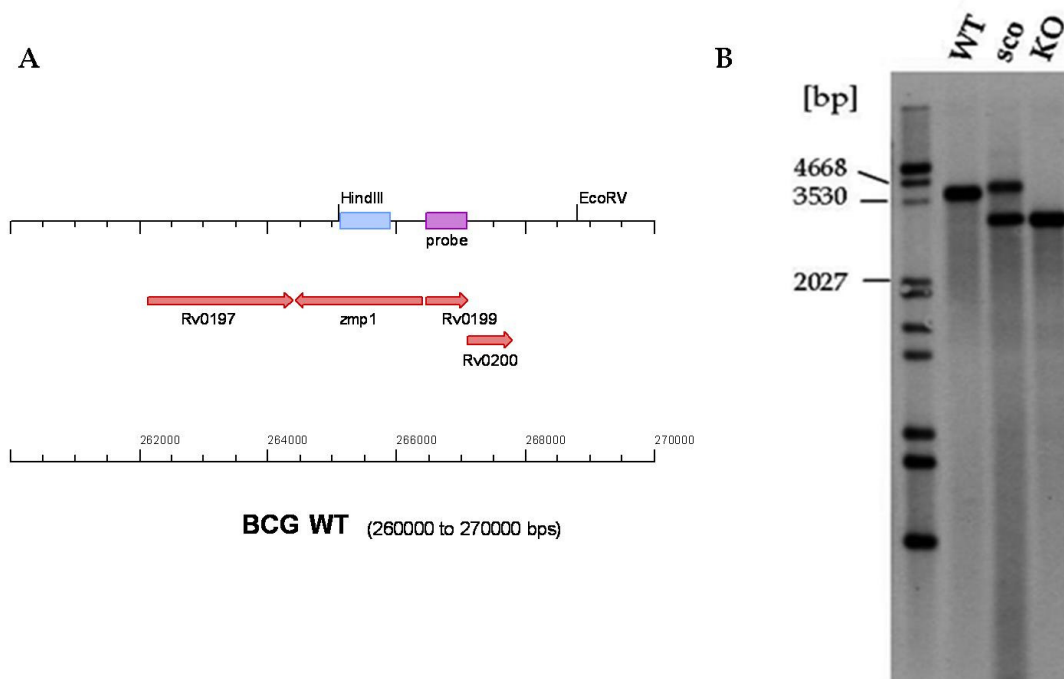 A
HindIII
EcoRV
probe
Rv0197
zmp1
Rv0199
Rv0200
262000 264000 266000 268000 270000
BCG WT (260000 to 270000 bps)
B
WT sco KO
[bp]
4668
3530
2027